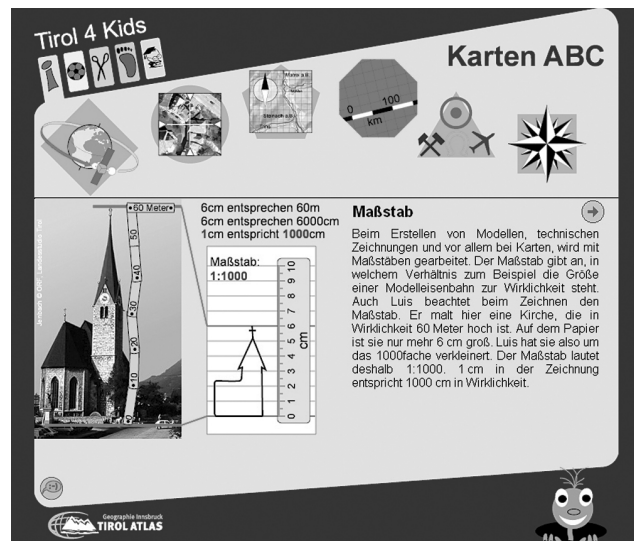 Tirol 4 Kids
Karten ABC
0 100
km
60 Meter
50
40
30
20
10
0
6cm entsprechen 60m
6cm entsprechen 6000cm
1cm entspricht 1000cm
Maßstab:
1:1000
10
9
8
7
6
5
4
3
2
1
0
cm
Maßstab
Beim Erstellen von Modellen, technischen
Zeichnungen und vor allem bei Karten, wird mit
Maßstäben gearbeitet. Der Maßstab gibt an, in
welchem Verhältnis zum Beispiel die Größe
einer Modelleisenbahn zur Wirklichkeit steht.
Auch Luis beachtet beim Zeichnen den
Maßstab. Er malt hier eine Kirche, die in
Wirklichkeit 60 Meter hoch ist. Auf dem Papier
ist sie nur mehr 6 cm groß. Luis hat sie also um
das 1000fache verkleinert. Der Maßstab lautet
deshalb 1:1000. 1 cm in der Zeichnung
entspricht 1000 cm in Wirklichkeit.
Geographie Innsbruck
TIROL ATLAS